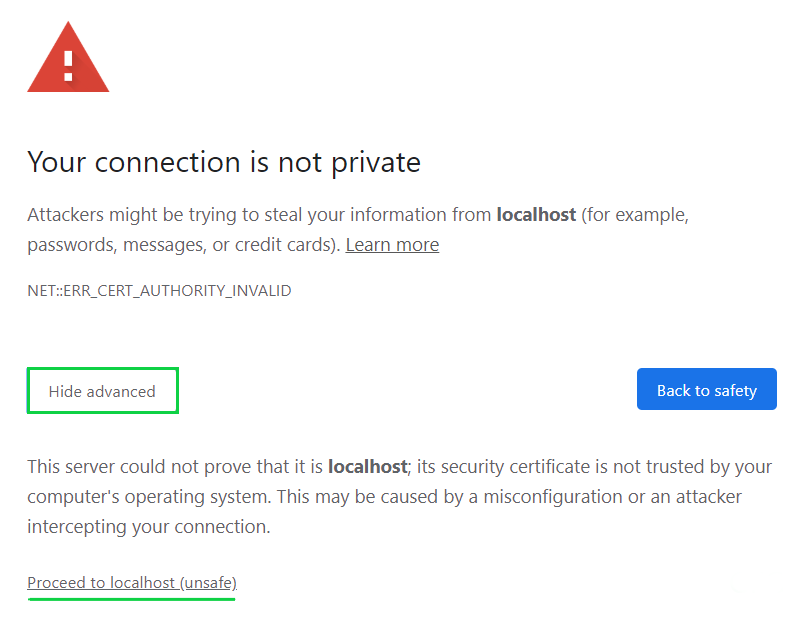 Your connection is not private
Attackers might be trying to steal your information from localhost (for example,
passwords, messages, or credit cards). Learn more
NET::ERR_CERT_AUTHORITY_INVALID
Hide advanced
Back to safety
This server could not prove that it is localhost; its security certificate is not trusted by your
computer's operating system. This may be caused by a misconfiguration or an attacker
intercepting your connection.
Proceed to localhost (unsafe)